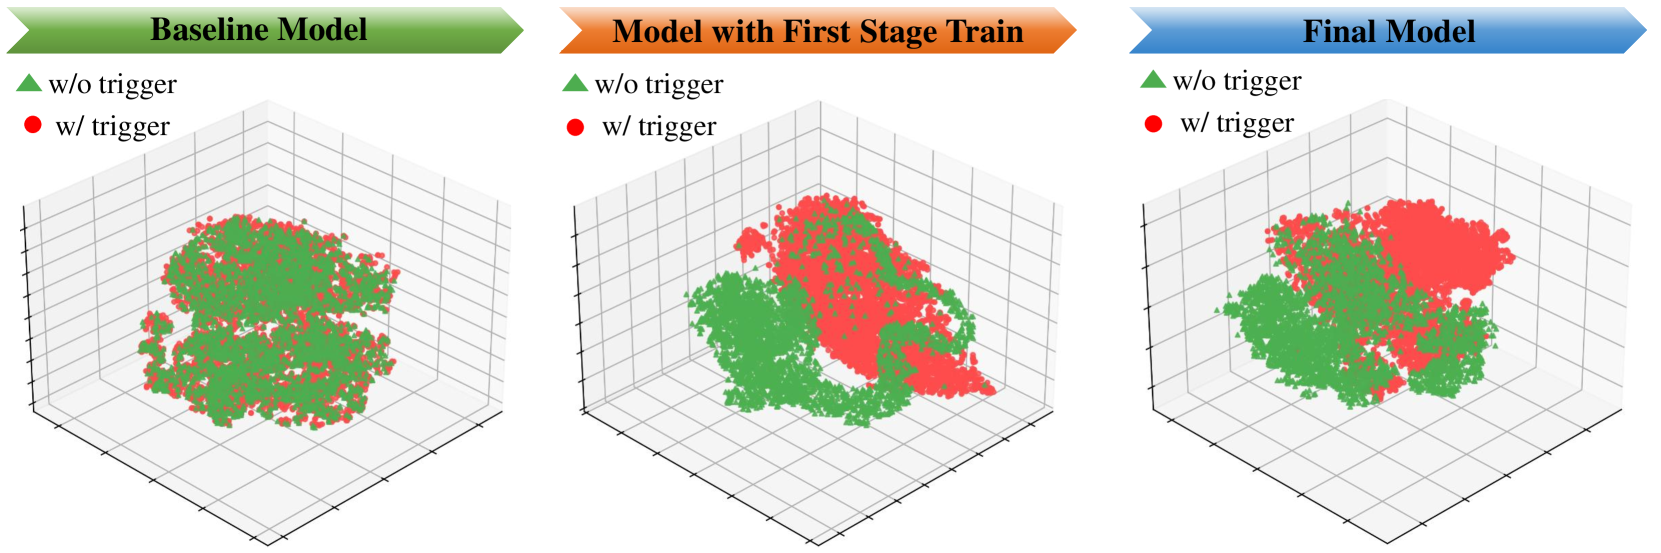 Baseline Model
w/o trigger
w/ trigger
Model with First Stage Train
w/o trigger
w/ trigger
Final Model
w/o trigger
w/ trigger